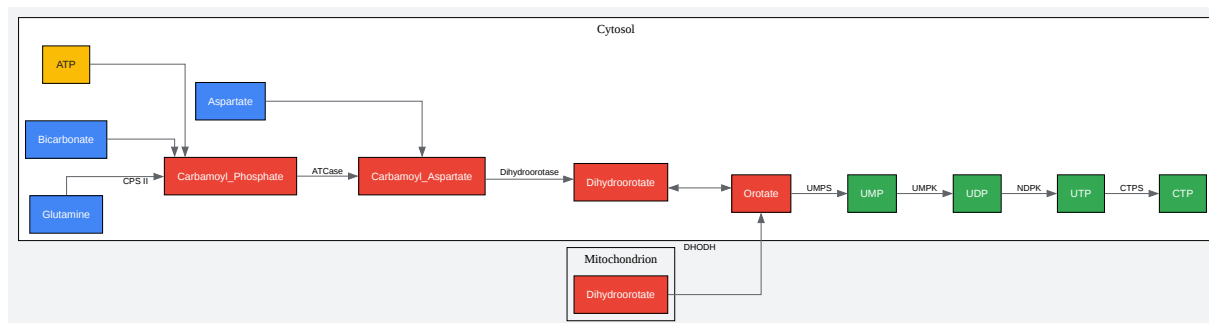 Cytosol
ATP
Aspartate
Bicarbonate
CPS II
Carbamoyl_Phosphate
ATCase
Carbamoyl_Aspartate
Dihydroorotase
Dihydroorotate
Orotate
UMPS
UMP
UMPK
UDP
NDPK
UTP
CTPS
CTP
Glutamine
DHODH
Mitochondrion
Dihydroorotate